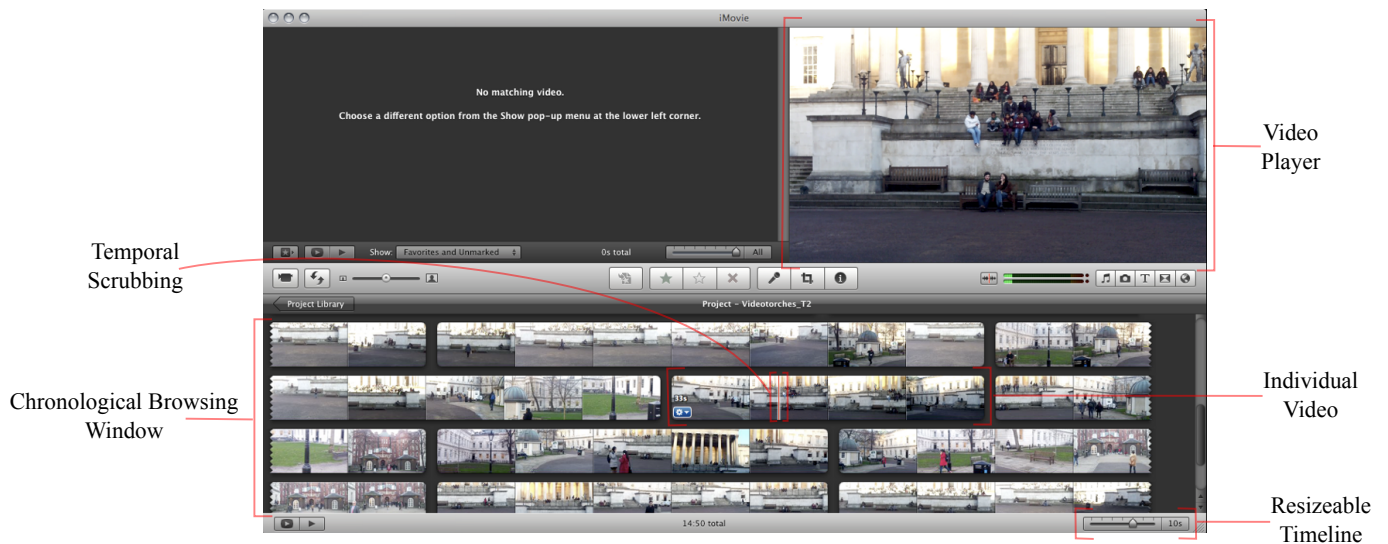 iMovie
No matching video.
Choose a different option from the Show pop-up menu at the lower left corner.
Video
Player
Temporal
Scrubbing
Show: Favorites and Unmarked
0s total
All
T
Project Library
Project – Videotorches_T2
Chronological Browsing
Window
33s
Individual
Video
14:50 total
10s
Resizeable
Timeline